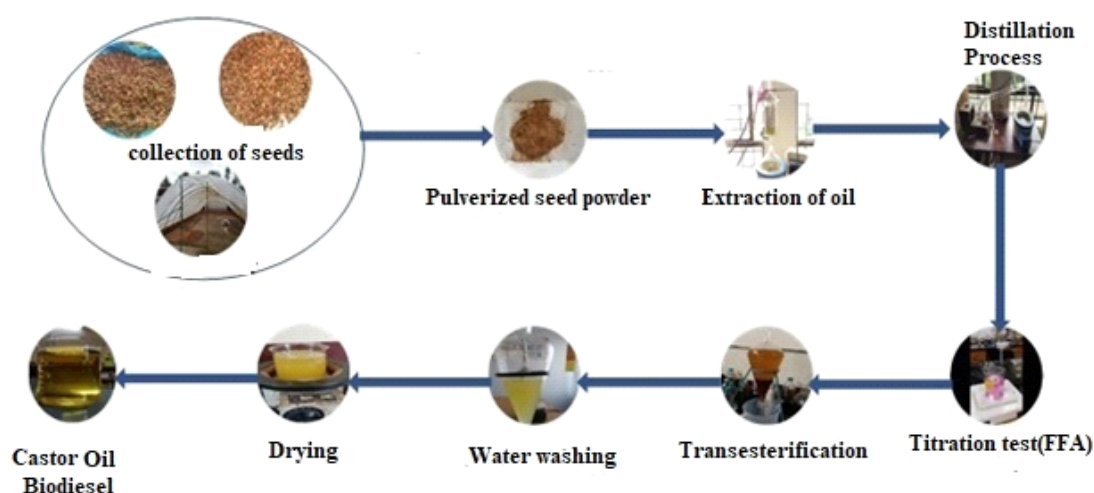 collection of seeds
Pulverized seed powder
Extraction of oil
Distillation
Process
Titration test(FFA)
Transesterification
Water washing
Drying
Castor Oil
Biodiesel